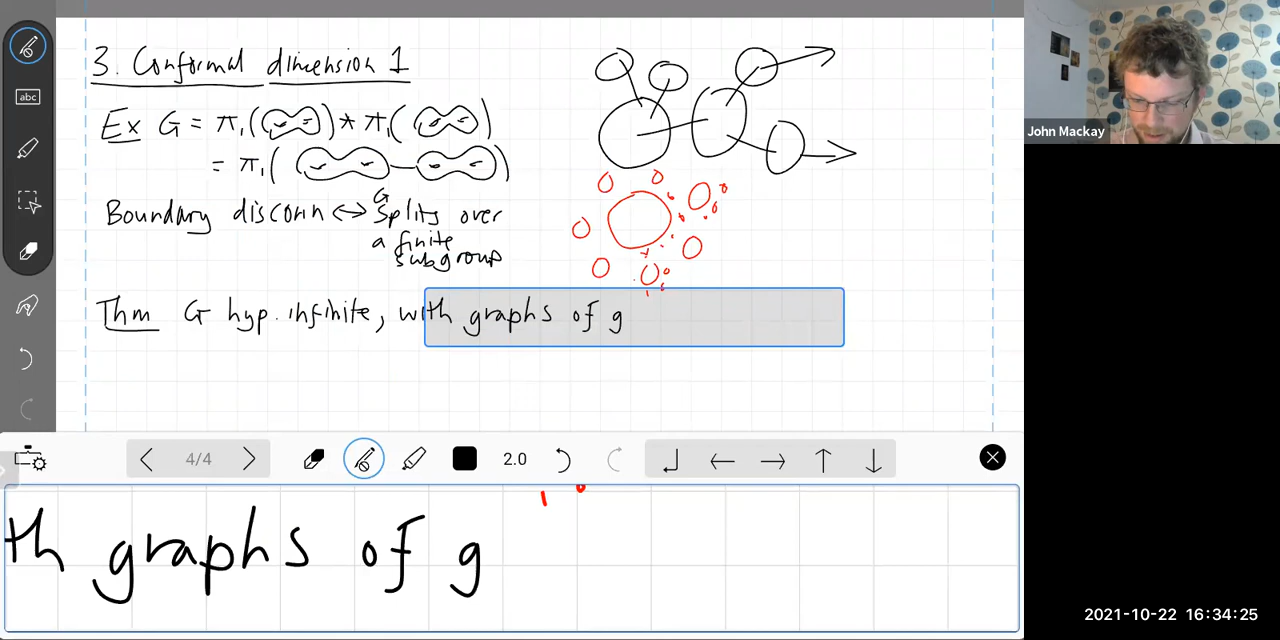 3. Conformal dimension 1
Ex G = π₁( ) * π₁( )
= π₁( )
Boundary disconn ↔ G splits over
a finite
subgroup
Thm G hyp. infinite, with graphs of g
abc
4/4
2.0
th graphs of g
John Mackay
2021-10-22 16:34:25